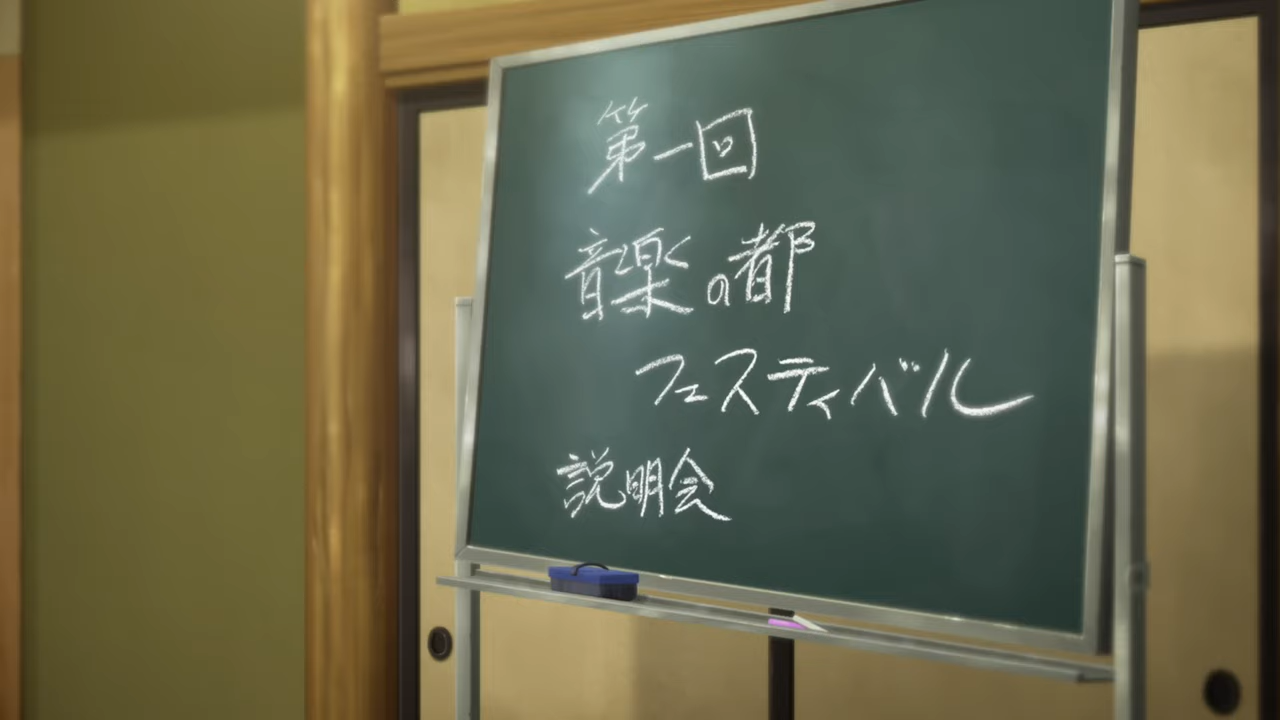 第一回
音楽の都
フェスティバル
説明会